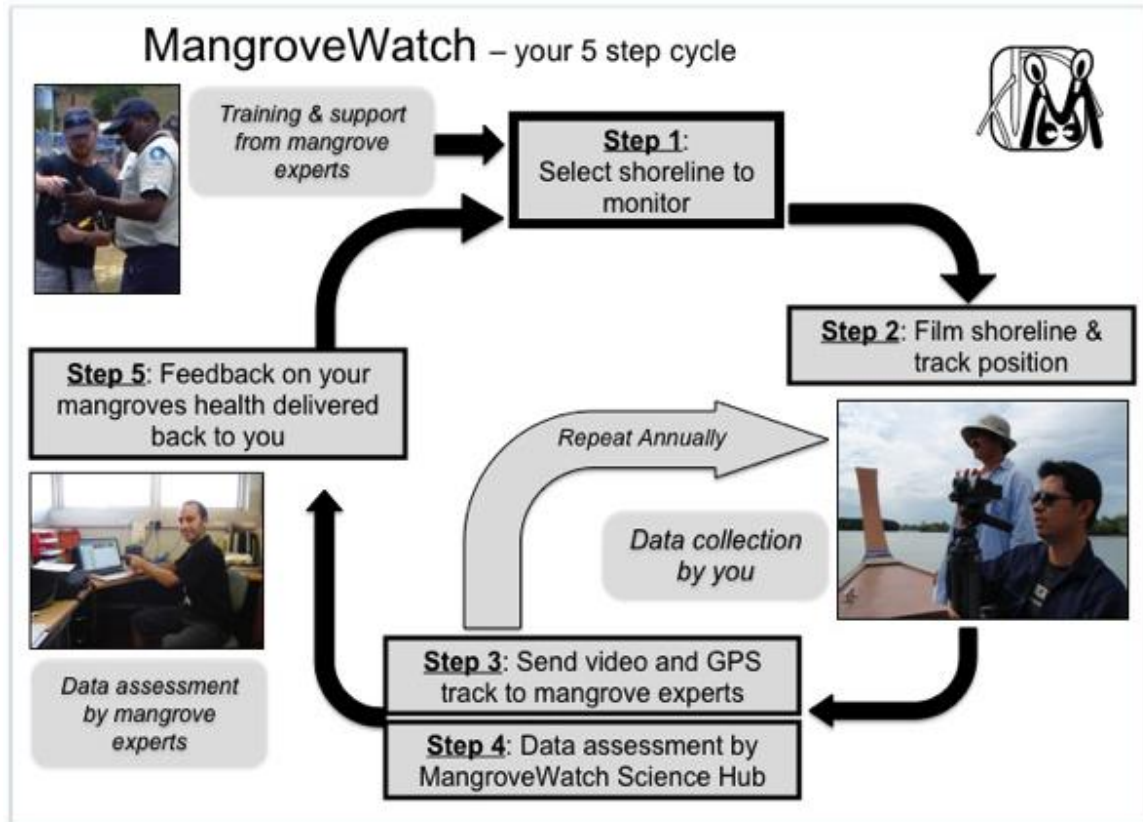 MangroveWatch – your 5 step cycle
Training & support
from mangrove
experts
Step 1:
Select shoreline to
monitor
Step 2: Film shoreline &
track position
Step 5: Feedback on your
mangroves health delivered
back to you
Repeat Annually
Data collection
by you
Step 3: Send video and GPS
track to mangrove experts
Data assessment
by mangrove
experts
Step 4: Data assessment by
MangroveWatch Science Hub